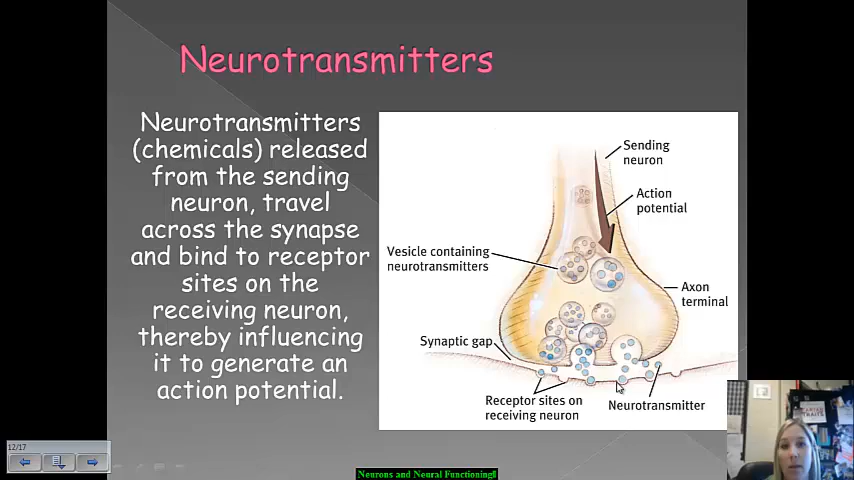 Neurotransmitters
Neurotransmitters
(chemicals) released
from the sending
neuron, travel
across the synapse
and bind to receptor
sites on the
receiving neuron,
thereby influencing
it to generate an
action potential.
Sending
neuron
Action
potential
Vesicle containing
neurotransmitters
Axon
terminal
Synaptic gap
Receptor sites on
receiving neuron
Neurotransmitter
12/17
Neurons and Neural Functioning